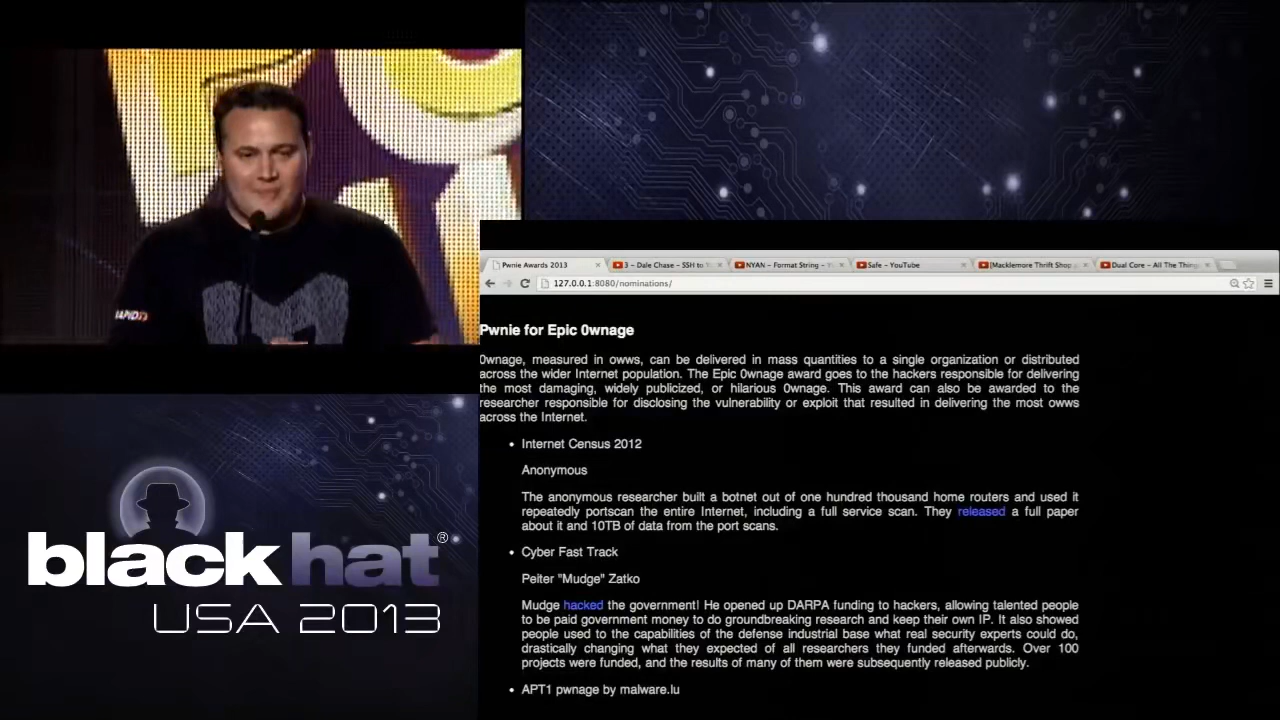 RAPID7
Pwnie Awards 2013
3 - Dale Chase - SSH to
NYAN - Format String -
Safe - YouTube
[Macklemore Thrift Shop
Dual Core - All The Thing
127.0.0.1:8080/nominations/
Pwnie for Epic 0wnage
0wnage, measured in owws, can be delivered in mass quantities to a single organization or distributed
across the wider Internet population. The Epic 0wnage award goes to the hackers responsible for delivering
the most damaging, widely publicized, or hilarious 0wnage. This award can also be awarded to the
researcher responsible for disclosing the vulnerability or exploit that resulted in delivering the most owws
across the Internet.
• Internet Census 2012
Anonymous
The anonymous researcher built a botnet out of one hundred thousand home routers and used it
repeatedly portscan the entire Internet, including a full service scan. They released a full paper
about it and 10TB of data from the port scans.
• Cyber Fast Track
Peiter "Mudge" Zatko
Mudge hacked the government! He opened up DARPA funding to hackers, allowing talented people
to be paid government money to do groundbreaking research and keep their own IP. It also showed
people used to the capabilities of the defense industrial base what real security experts could do,
drastically changing what they expected of all researchers they funded afterwards. Over 100
projects were funded, and the results of many of them were subsequently released publicly.
• APT1 pwnage by malware.lu
black hat®
USA 2013